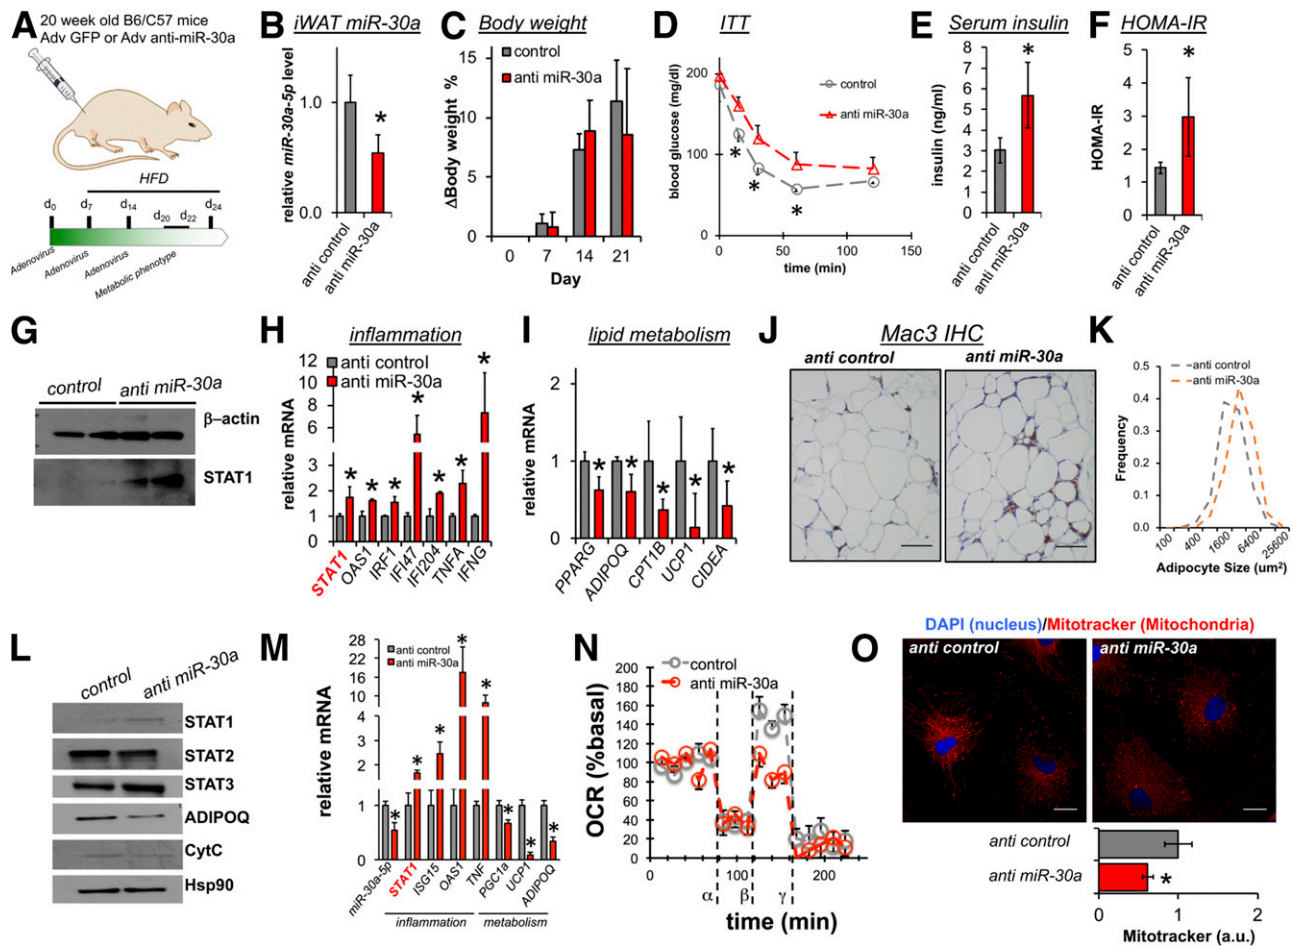 A
20 week old B6/C57 mice
Adv GFP or Adv anti-miR-30a
HFD
d0 d7 d14 d20 d22 d24
Adenovirus Adenovirus Adenovirus Metabolic phenotype
B
iWAT miR-30a
relative miR-30a-5p level
1.0
0.0
anti control
anti miR-30a
*
C
Body weight
control
anti miR-30a
ΔBody weight %
15
10
5
0
0 7 14 21
Day
D
ITT
control
anti miR-30a
blood glucose (mg/dl)
200
100
0
* * *
0 50 100 150
time (min)
E
Serum insulin
insulin (ng/ml)
8
7
6
5
4
3
2
1
0
*
anti control
anti miR-30a
F
HOMA-IR
HOMA-IR
5
4
3
2
1
0
*
anti control
anti miR-30a
G
control anti miR-30a
β–actin
STAT1
H
inflammation
anti control
anti miR-30a
relative mRNA
12
10
8
6
3
2
1
0
* * * * * * *
STAT1 OAS1 IRF1 IFI47 IFI204 TNFA IFNG
I
lipid metabolism
relative mRNA
2
1
0
* * * * *
PPARG ADIPOQ CPT1B UCP1 CIDEA
J
Mac3 IHC
anti control anti miR-30a
K
anti control
anti miR-30a
Frequency
0.5
0.4
0.3
0.2
0.1
0.0
100 400 1600 6400 25600
Adipocyte Size (um²)
L
control anti miR-30a
STAT1
STAT2
STAT3
ADIPOQ
CytC
Hsp90
M
anti control
anti miR-30a
relative mRNA
28
22
16
10
4
4
2
1
0
* * * * * * * *
miR-30a-5p STAT1 ISG15 OAS1 TNF PGC1a UCP1 ADIPOQ
inflammation metabolism
N
control
anti miR-30a
OCR (%basal)
200
180
160
140
120
100
80
60
40
20
0
0 100 200
α β γ
time (min)
O
DAPI (nucleus)/Mitotracker (Mitochondria)
anti control anti miR-30a
anti control
anti miR-30a
*
0 1 2
Mitotracker (a.u.)